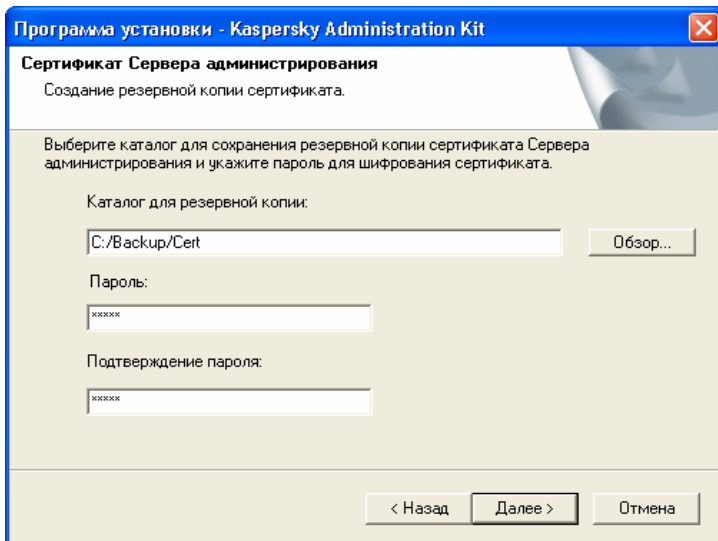 Программа установки - Kaspersky Administration Kit
Сертификат Сервера администрирования
Создание резервной копии сертификата.
Выберите каталог для сохранения резервной копии сертификата Сервера
администрирования и укажите пароль для шифрования сертификата.
Каталог для резервной копии:
C:/Backup/Cert
Обзор...
Пароль:
*****
Подтверждение пароля:
*****
< Назад
Далее >
Отмена